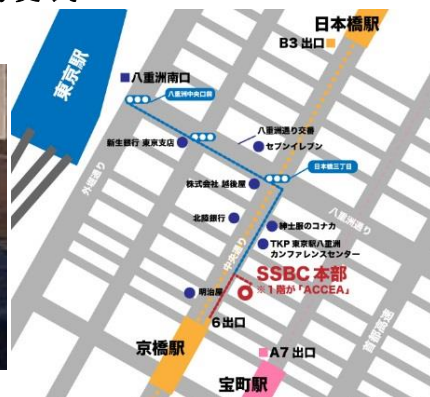 日本橋駅
B3 出口
東京駅
八重洲南口
八重洲中央口前
八重洲通り交番
新生銀行 東京支店
セブンイレブン
日本橋三丁目
株式会社 越後屋
外堀通り
八重洲通り
北陸銀行
紳士服のコナカ
TKP 東京駅八重洲
カンファレンスセンター
中央通り
SSBC 本部
※1階が「ACCEA」
明治屋
首都高速
6出口
京橋駅
A7 出口
宝町駅